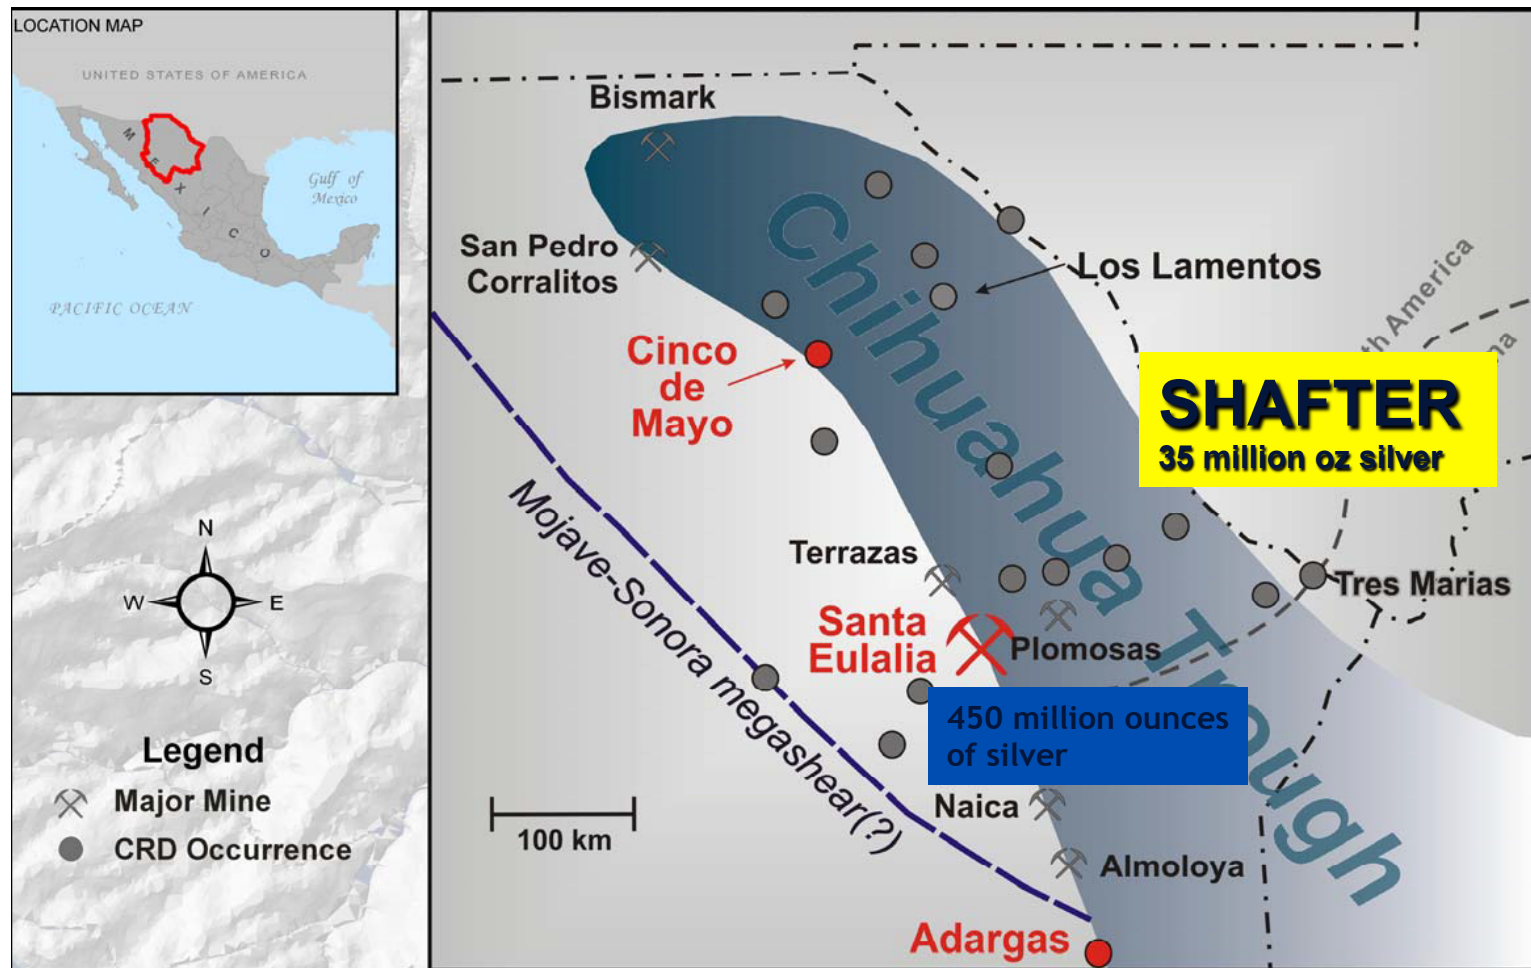 LOCATION MAP
UNITED STATES OF AMERICA
MEXICO
Gulf of
Mexico
PACIFIC OCEAN
N
W
E
S
Legend
Major Mine
CRD Occurrence
Bismark
San Pedro
Corralitos
Los Lamentos
Cinco
de
Mayo
Chihuahua Trough
SHAFTER
35 million oz silver
Terrazas
Tres Marias
Santa
Eulalia
Plomosas
Mojave-Sonora megashear(?)
450 million ounces
of silver
Naica
100 km
Almoloya
Adargas
America